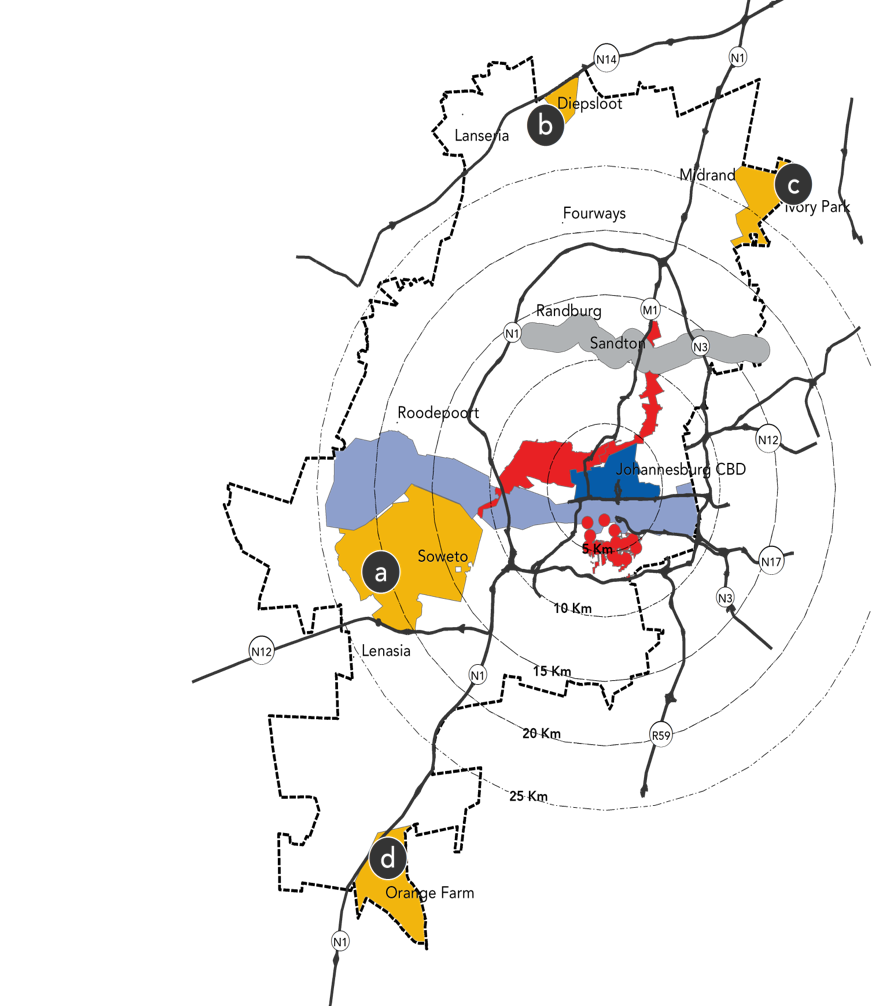 N14
N1
Diepsloot
b
Lanseria
Midrand
c
Ivory Park
Fourways
Randburg
M1
N1
Sandton
N3
Roodepoort
N12
Johannesburg CBD
Soweto
5 Km
a
N17
N3
10 Km
N12
Lenasia
15 Km
N1
20 Km
R59
25 Km
d
Orange Farm
N1